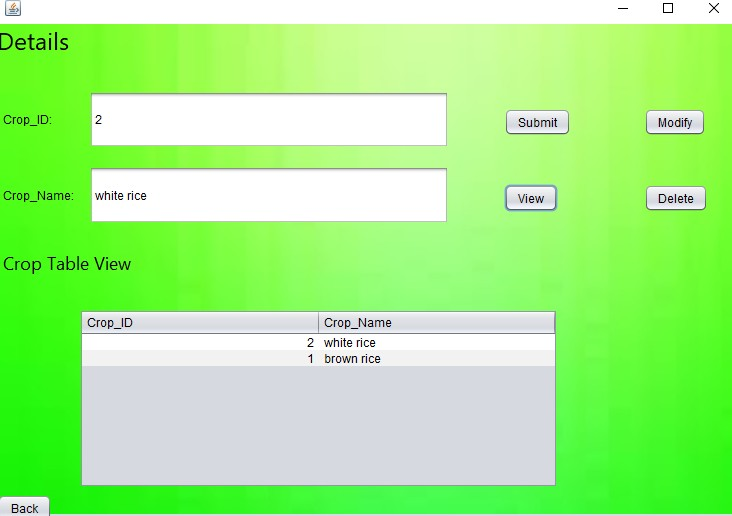 Details
Crop_ID: 2 Submit Modify
Crop_Name: white rice View Delete
Crop Table View
Crop_ID Crop_Name
2 white rice
1 brown rice
Back